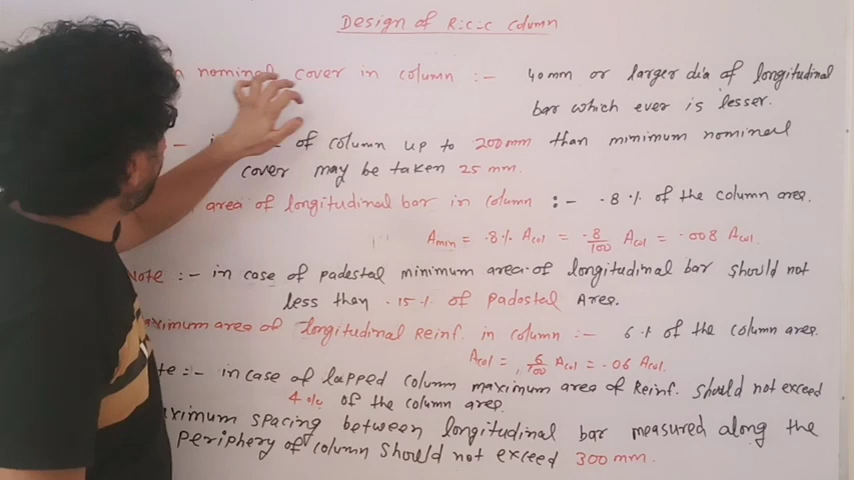 Design of R.C.C Column
nominal cover in column :- 40mm or larger dia of longitudinal
bar which ever is lesser.
of column up to 200mm than minimum nominal
cover may be taken 25 mm.
area of longitudinal bar in column :- .8% of the column area.
Amin = .8% Acol = .8/100 Acol = .008 Acol.
Note :- in case of padestal minimum area of longitudinal bar should not
less then .15% of padestal Area.
aximum area of longitudinal Reinf. in column :- 6% of the column area.
Acol = 6/100 Acol = .06 Acol.
te :- in case of lapped column maximum area of Reinf. should not exceed
4% of the column area.
aximum spacing between longitudinal bar measured along the
periphery of column should not exceed 300mm.